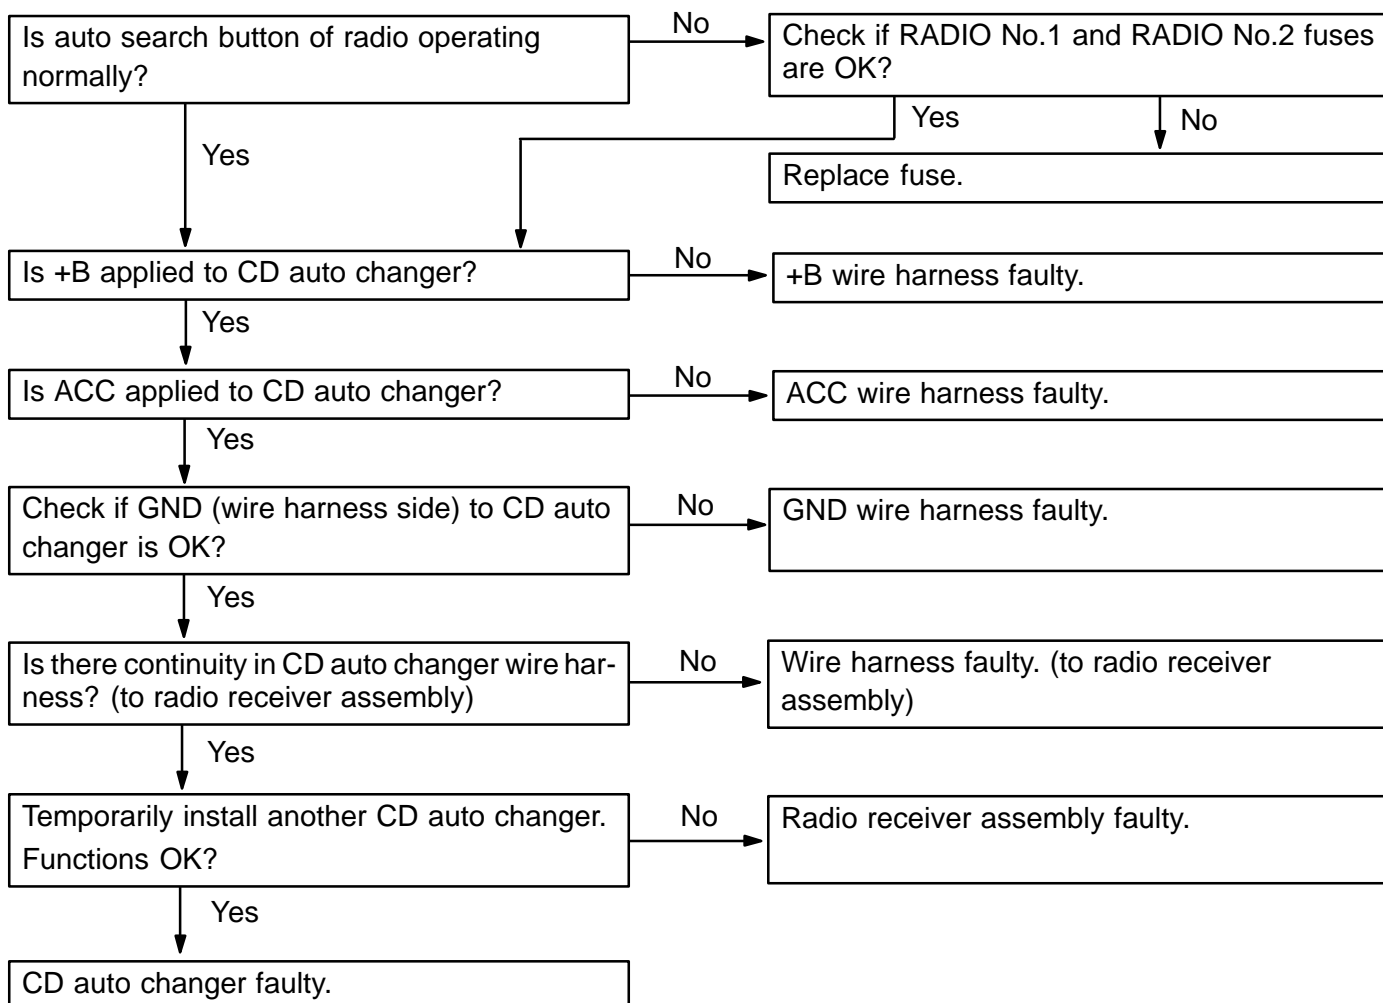 Is auto search button of radio operating
normally?
No
Check if RADIO No.1 and RADIO No.2 fuses
are OK?
Yes
Yes
No
Replace fuse.
Is +B applied to CD auto changer?
No
+B wire harness faulty.
Yes
Is ACC applied to CD auto changer?
No
ACC wire harness faulty.
Yes
Check if GND (wire harness side) to CD auto
changer is OK?
No
GND wire harness faulty.
Yes
Is there continuity in CD auto changer wire har-
ness? (to radio receiver assembly)
No
Wire harness faulty. (to radio receiver
assembly)
Yes
Temporarily install another CD auto changer.
Functions OK?
No
Radio receiver assembly faulty.
Yes
CD auto changer faulty.